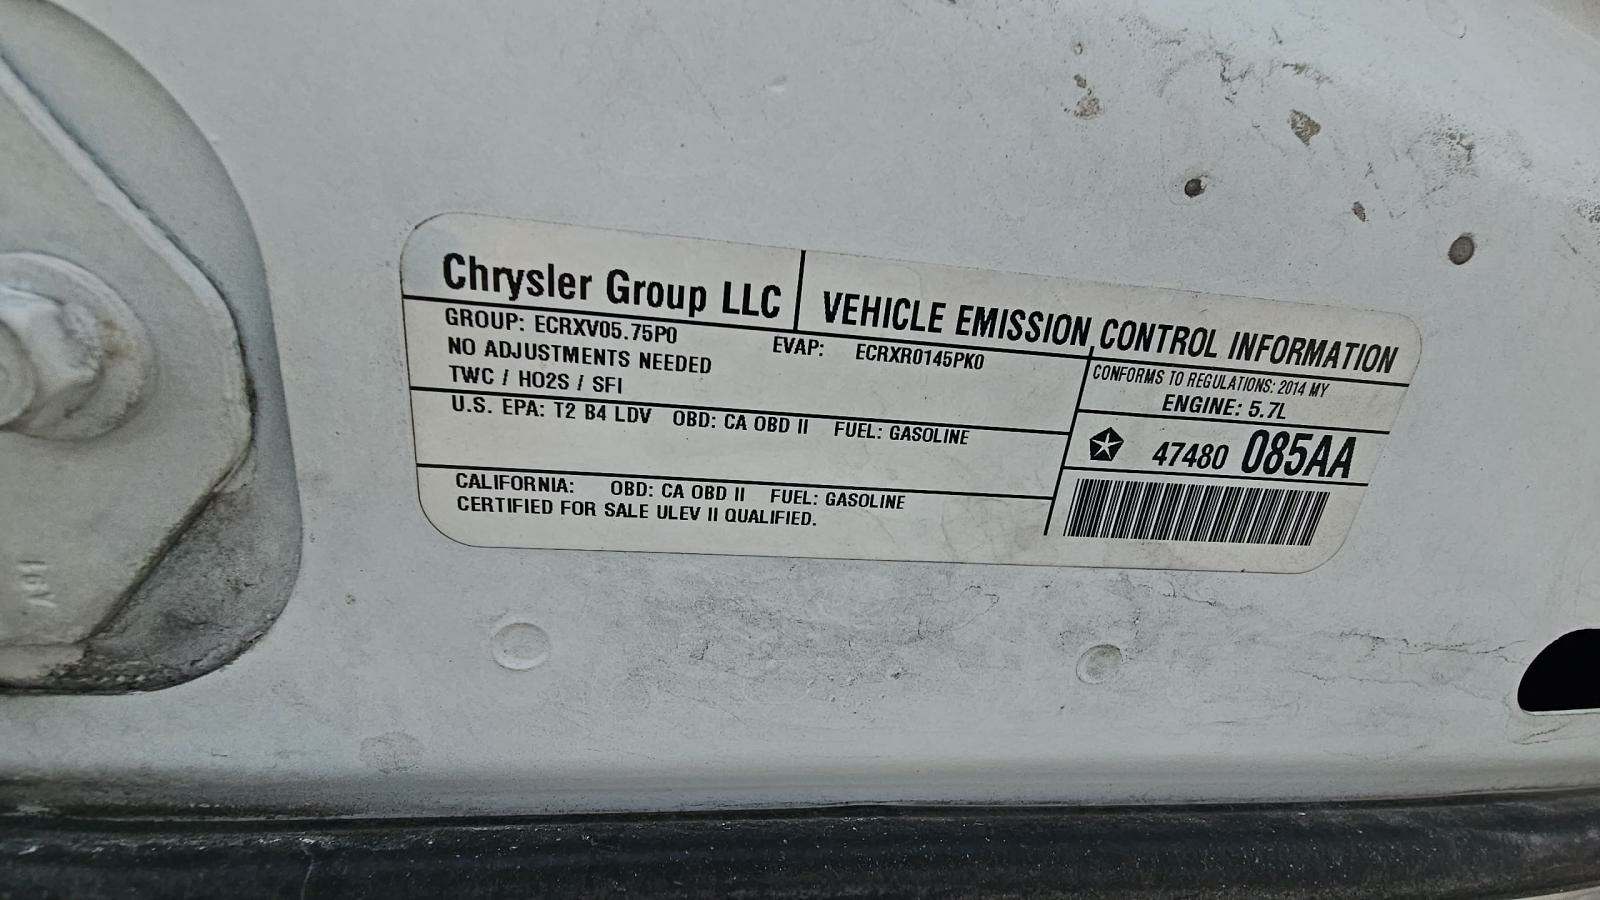 Chrysler Group LLC
VEHICLE EMISSION CONTROL INFORMATION
GROUP: ECRXV05.75P0
EVAP: ECRXR0145PK0
NO ADJUSTMENTS NEEDED
TWC / HO2S / SFI
CONFORMS TO REGULATIONS: 2014 MY
ENGINE: 5.7L
U.S. EPA: T2 B4 LDV OBD: CA OBD II FUEL: GASOLINE
47480 085AA
CALIFORNIA: OBD: CA OBD II FUEL: GASOLINE
CERTIFIED FOR SALE ULEV II QUALIFIED.